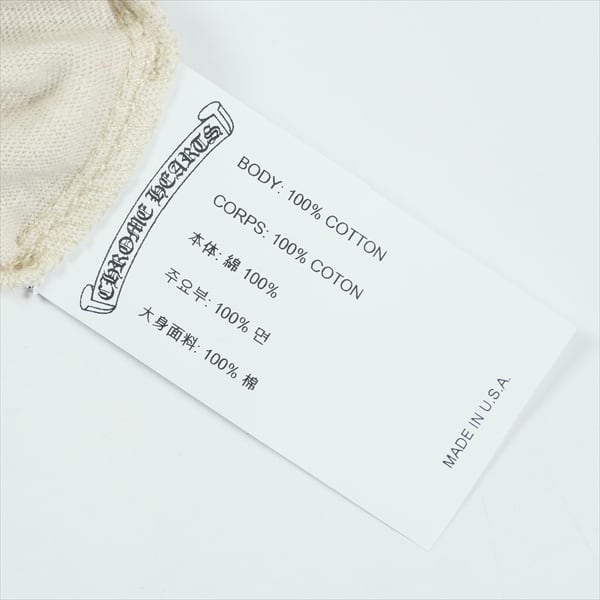 CHROME HEARTS
BODY: 100% COTTON
CORPS: 100% COTON
本体: 綿 100%
주요부: 100% 면
大身面料: 100% 棉
MADE IN U.S.A.